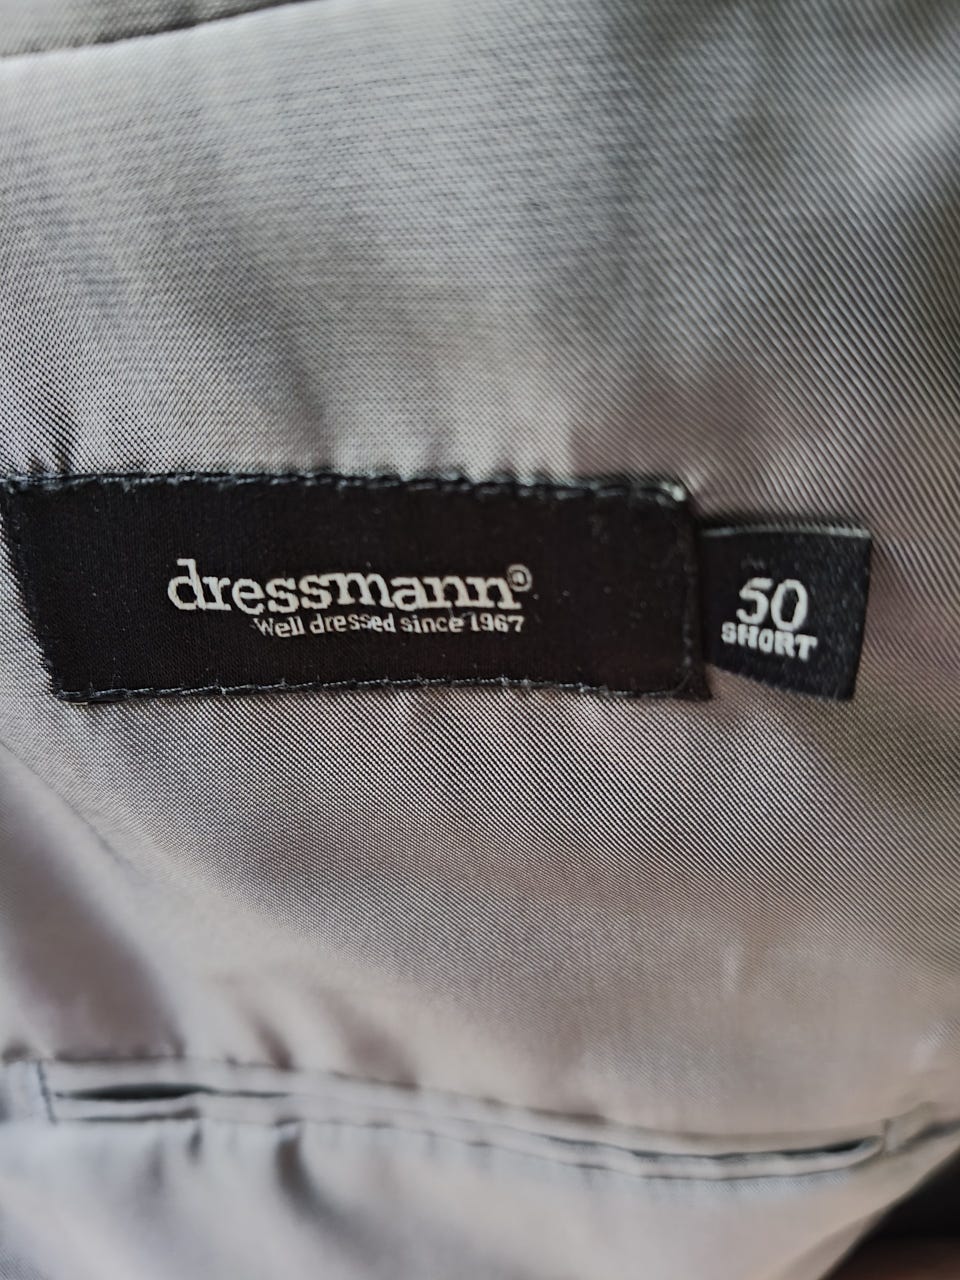 dressmann®
Well dressed since 1967
50
SHORT